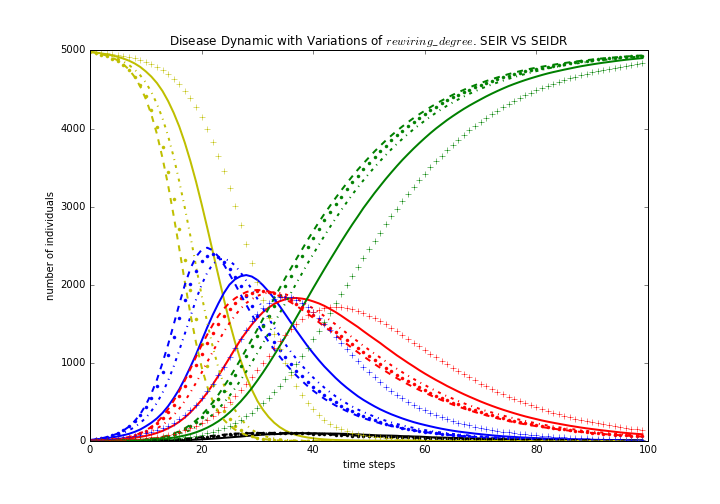 Disease Dynamic with Variations of rewiring_degree. SEIR VS SEIDR
5000
4000
3000
2000
1000
0
number of individuals
0 20 40 60 80 100
time steps